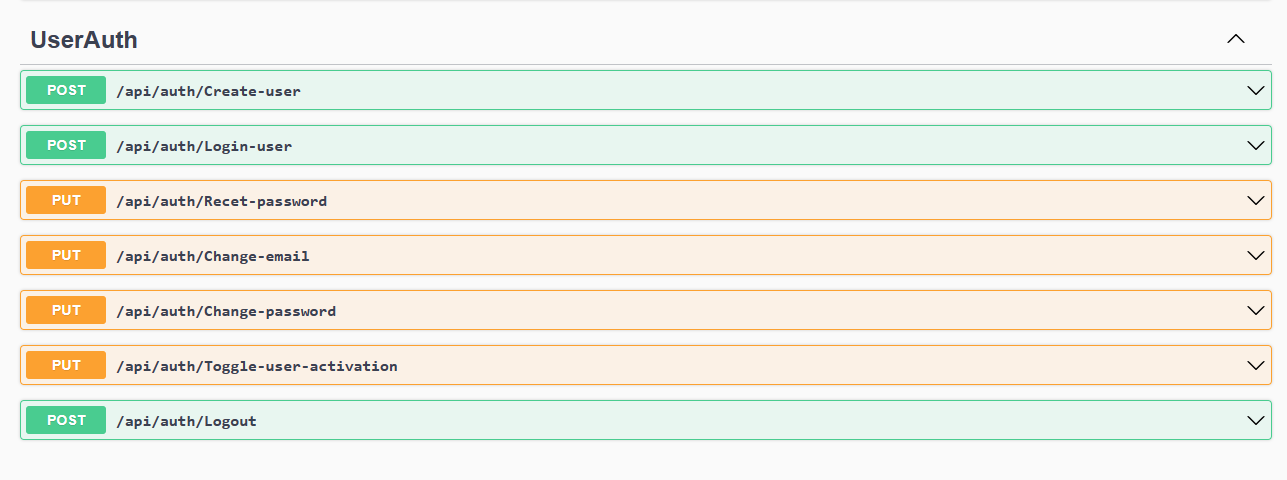 UserAuth
POST /api/auth/Create-user
POST /api/auth/Login-user
PUT /api/auth/Recet-password
PUT /api/auth/Change-email
PUT /api/auth/Change-password
PUT /api/auth/Toggle-user-activation
POST /api/auth/Logout